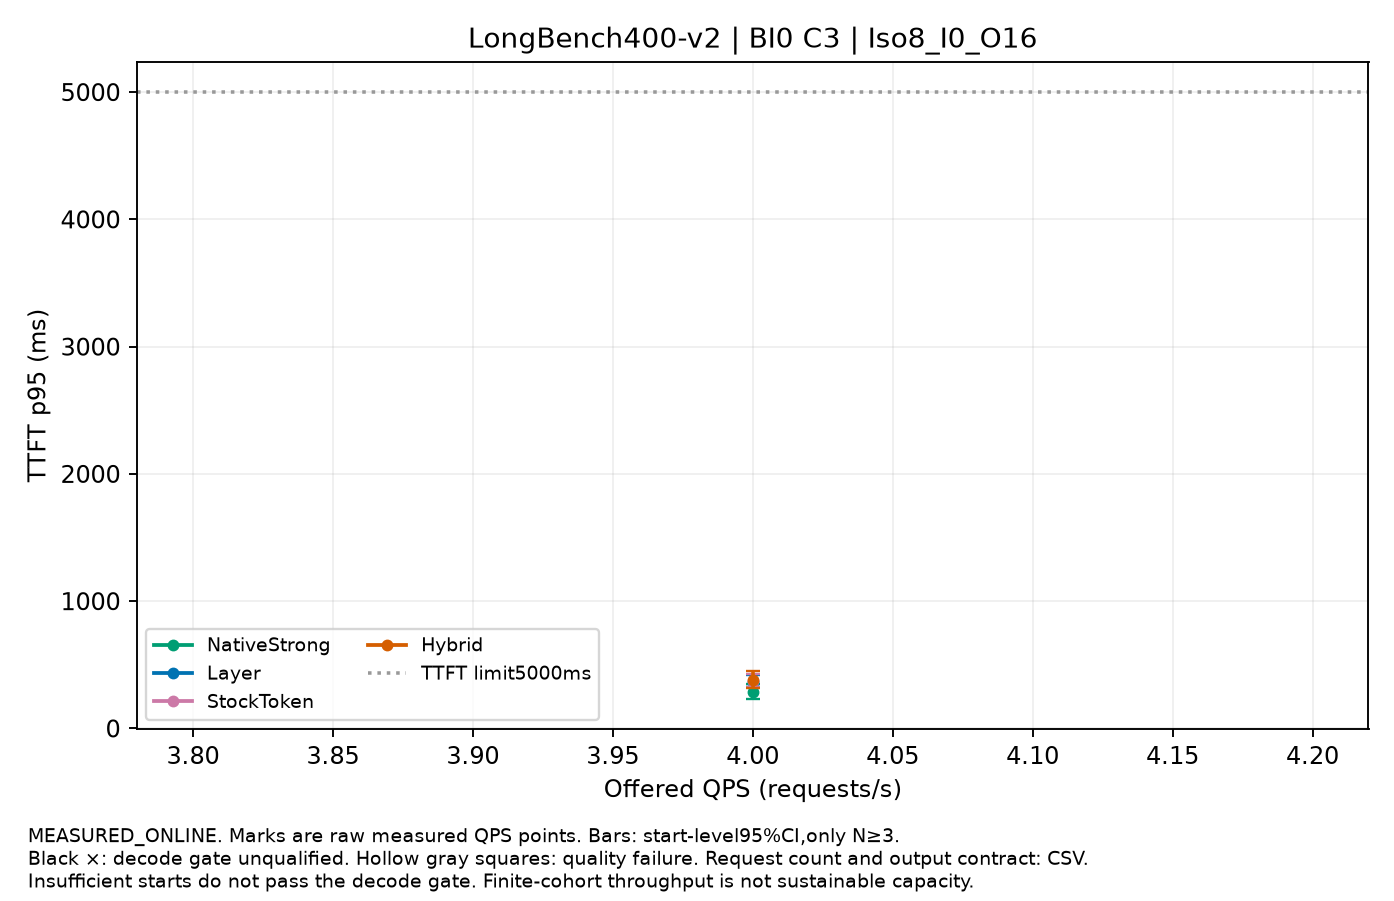 LongBench400-v2 | BI0 C3 | Iso8_I0_O16
TTFT p95 (ms)
5000
4000
3000
2000
1000
0
NativeStrong
Layer
StockToken
Hybrid
TTFT limit5000ms
3.80 3.85 3.90 3.95 4.00 4.05 4.10 4.15 4.20
Offered QPS (requests/s)
MEASURED_ONLINE. Marks are raw measured QPS points. Bars: start-level95%CI,only N≥3.
Black ×: decode gate unqualified. Hollow gray squares: quality failure. Request count and output contract: CSV.
Insufficient starts do not pass the decode gate. Finite-cohort throughput is not sustainable capacity.